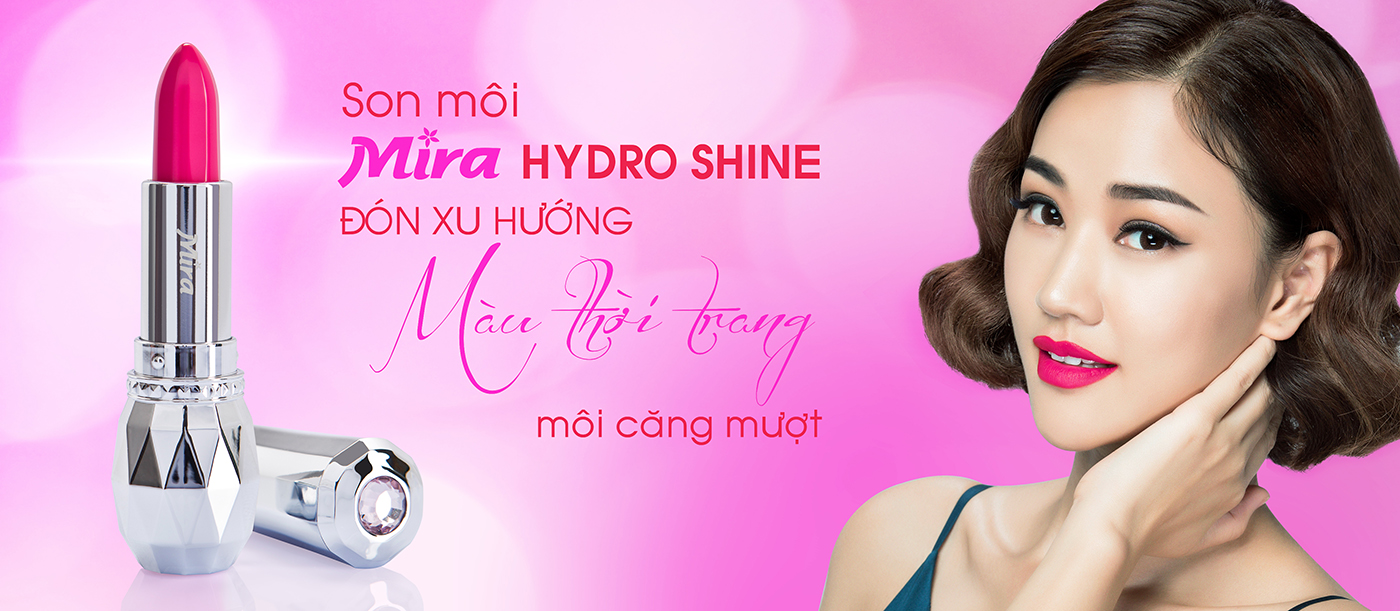 Son môi
Mira HYDRO SHINE
ĐÓN XU HƯỚNG
Màu thời trang
môi căng mượt
Mira